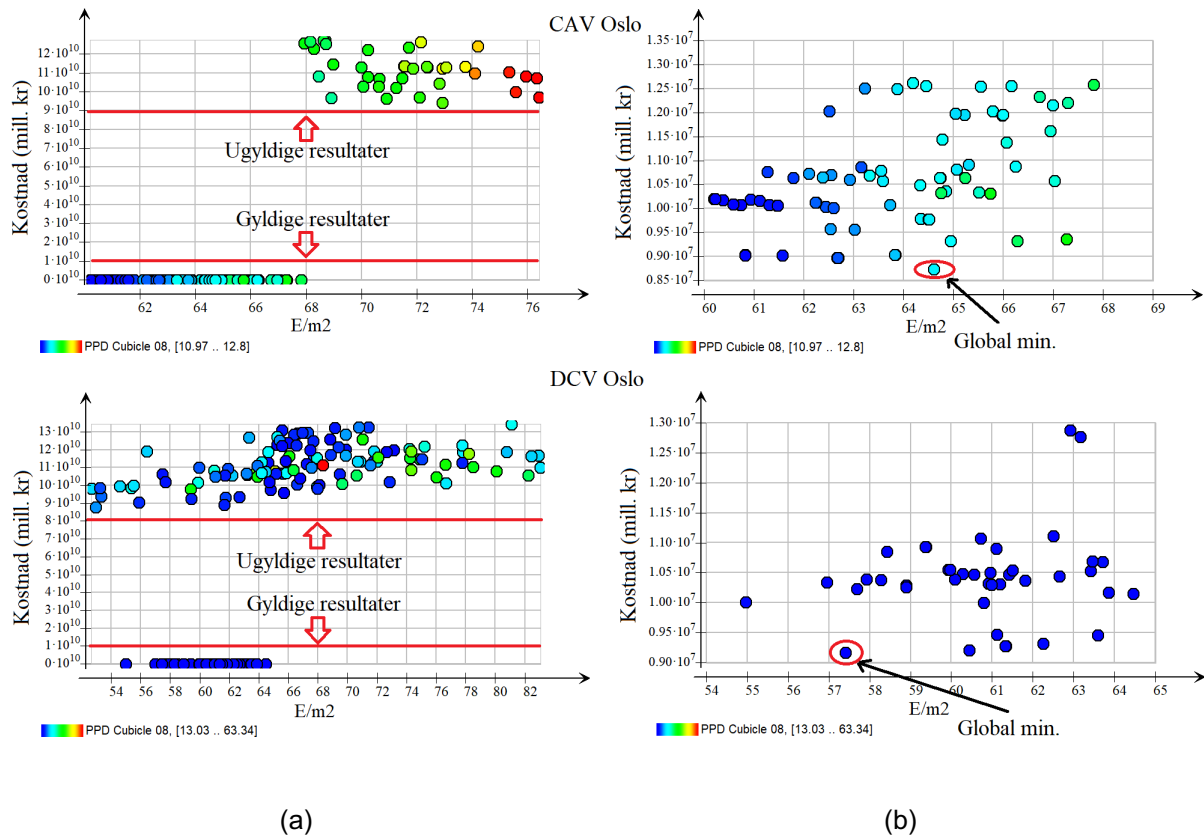 CAV Oslo
Kostnad (mill. kr)
12·10¹⁰
11·10¹⁰
10·10¹⁰
9·10¹⁰
8·10¹⁰
7·10¹⁰
6·10¹⁰
5·10¹⁰
4·10¹⁰
3·10¹⁰
2·10¹⁰
1·10¹⁰
0·10¹⁰
Ugyldige resultater
Gyldige resultater
62 64 66 68 70 72 74 76
E/m2
PPD Cubicle 08, [10.97 .. 12.8]
Kostnad (mill. kr)
1.35·10⁷
1.30·10⁷
1.25·10⁷
1.20·10⁷
1.15·10⁷
1.10·10⁷
1.05·10⁷
1.00·10⁷
0.95·10⁷
0.90·10⁷
0.85·10⁷
60 61 62 63 64 65 66 67 68 69
E/m2
Global min.
PPD Cubicle 08, [10.97 .. 12.8]
DCV Oslo
Kostnad (mill. kr)
13·10¹⁰
12·10¹⁰
11·10¹⁰
10·10¹⁰
9·10¹⁰
8·10¹⁰
7·10¹⁰
6·10¹⁰
5·10¹⁰
4·10¹⁰
3·10¹⁰
2·10¹⁰
1·10¹⁰
0·10¹⁰
Ugyldige resultater
Gyldige resultater
54 56 58 60 62 64 66 68 70 72 74 76 78 80 82
E/m2
PPD Cubicle 08, [13.03 .. 63.34]
Kostnad (mill. kr)
1.30·10⁷
1.25·10⁷
1.20·10⁷
1.15·10⁷
1.10·10⁷
1.05·10⁷
1.00·10⁷
0.95·10⁷
0.90·10⁷
54 55 56 57 58 59 60 61 62 63 64 65
E/m2
Global min.
PPD Cubicle 08, [13.03 .. 63.34]
(a)
(b)